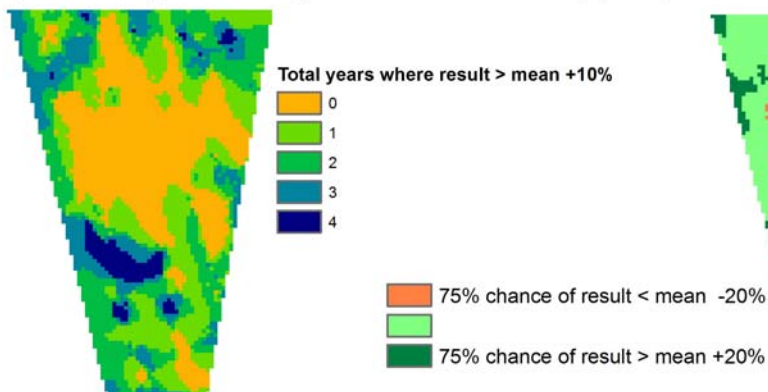 Total years where result > mean +10%
0
1
2
3
4
75% chance of result < mean -20%
75% chance of result > mean +20%